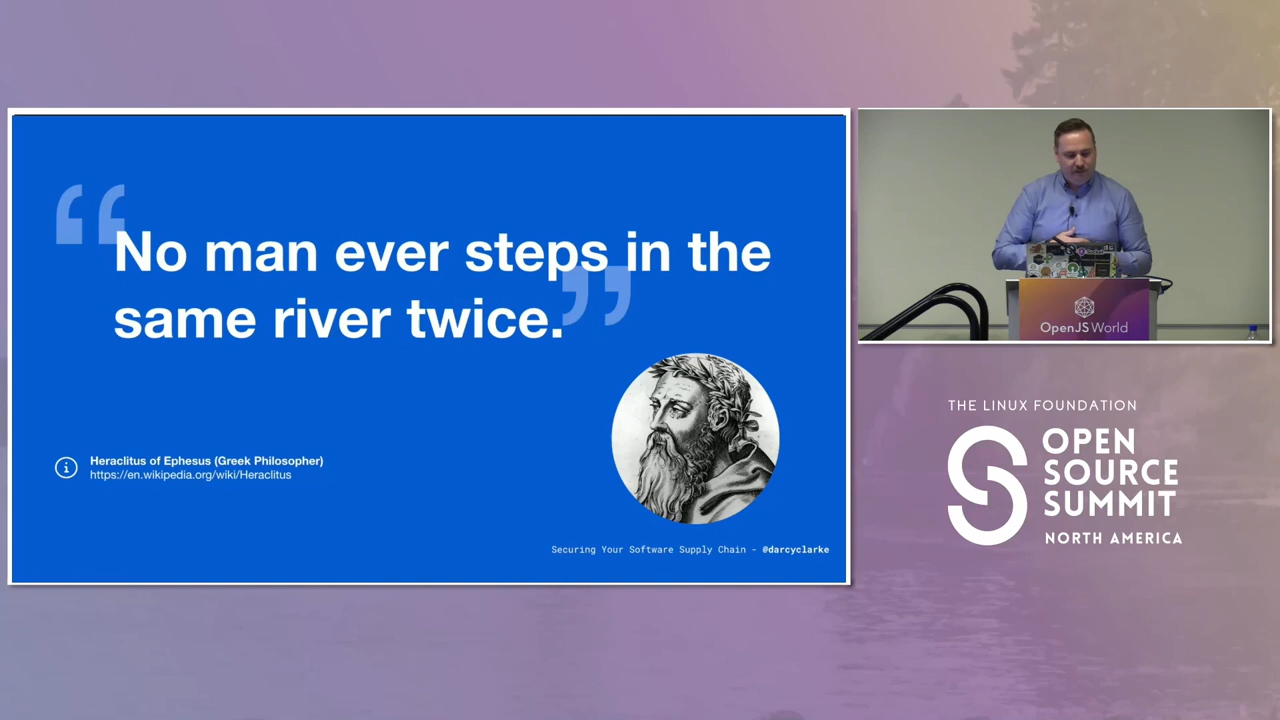 “
No man ever steps in the
same river twice.
”
Heraclitus of Ephesus (Greek Philosopher)
https://en.wikipedia.org/wiki/Heraclitus
Securing Your Software Supply Chain - @darcyclarke
OpenJS World
THE LINUX FOUNDATION
OPEN
SOURCE
SUMMIT
NORTH AMERICA